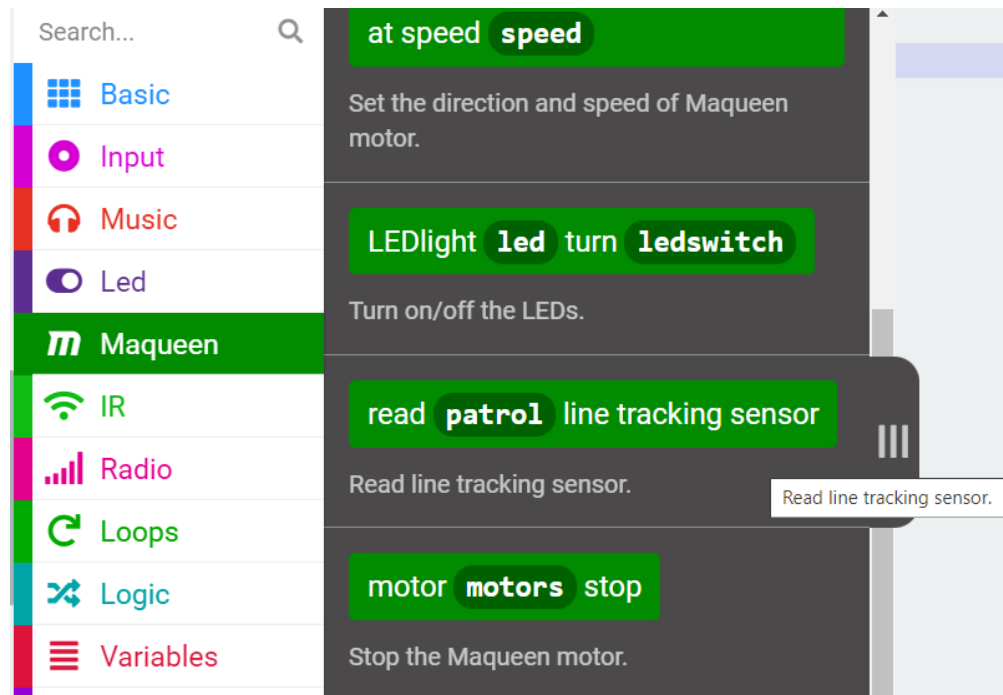 Search...
Basic
Input
Music
Led
Maqueen
IR
Radio
Loops
Logic
Variables
at speed speed
Set the direction and speed of Maqueen
motor.
LEDlight led turn ledswitch
Turn on/off the LEDs.
read patrol line tracking sensor
Read line tracking sensor.
Read line tracking sensor.
motor motors stop
Stop the Maqueen motor.